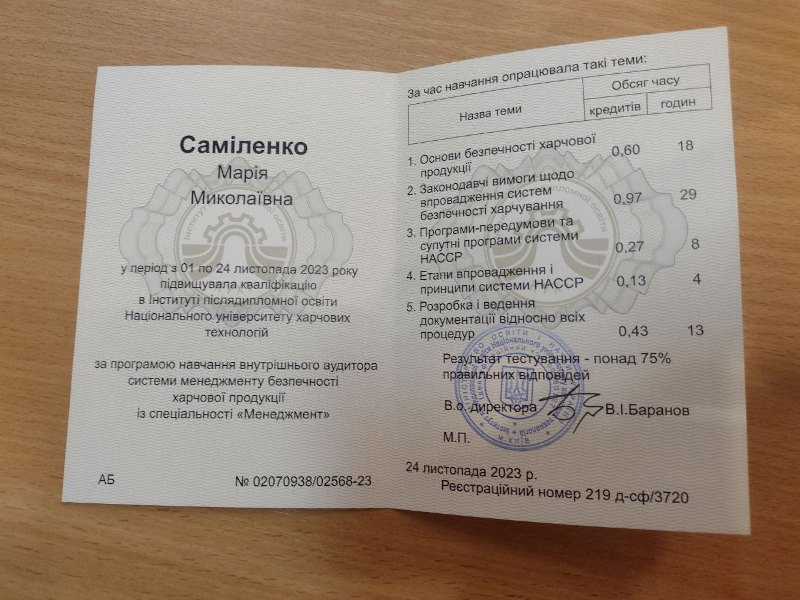 Саміленко
Марія
Миколаївна
у період з 01 по 24 листопада 2023 року
підвищувала кваліфікацію
в Інституті післядипломної освіти
Національного університету харчових
технологій
за програмою навчання внутрішнього аудитора
системи менеджменту безпечності
харчової продукції
із спеціальності «Менеджмент»
АБ № 02070938/02568-23
За час навчання опрацювала такі теми:
Назва теми
Обсяг часу
кредитів годин
1. Основи безпечності харчової
продукції 0,60 18
2. Законодавчі вимоги щодо
впровадження систем
безпечності харчування 0,97 29
3. Програми-передумови та
супутні програми системи
НАССР 0,27 8
4. Етапи впровадження і
принципи системи НАССР 0,13 4
5. Розробка і ведення
документації відносно всіх
процедур 0,43 13
Результат тестування - понад 75%
правильних відповідей
В.о. директора В.І.Баранов
М.П.
м. Київ
24 листопада 2023 р.
Реєстраційний номер 219 д-сф/3720